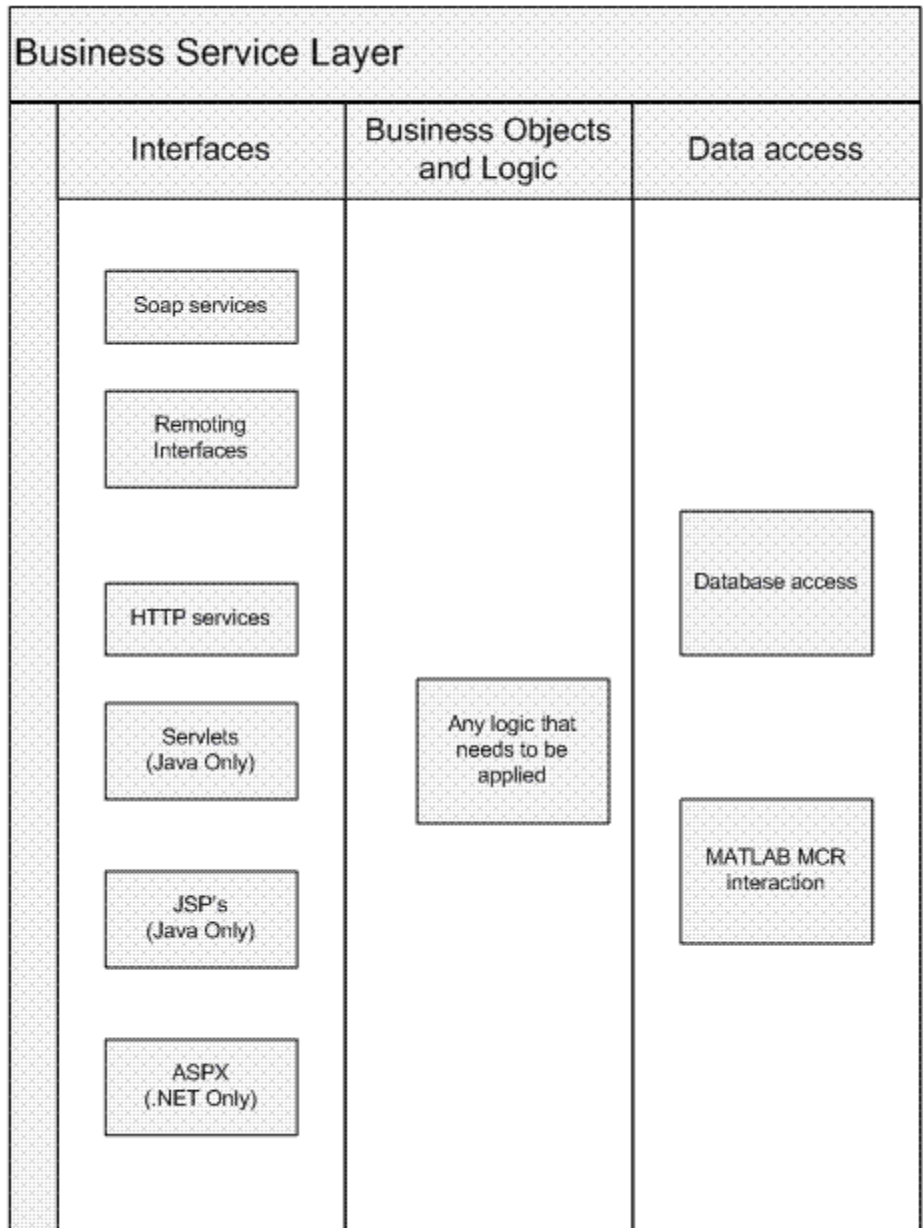 Business Service Layer
Interfaces
Business Objects
and Logic
Data access
Soap services
Remoting
Interfaces
HTTP services
Servlets
(Java Only)
JSP's
(Java Only)
ASPX
(.NET Only)
Any logic that
needs to be
applied
Database access
MATLAB MCR
interaction